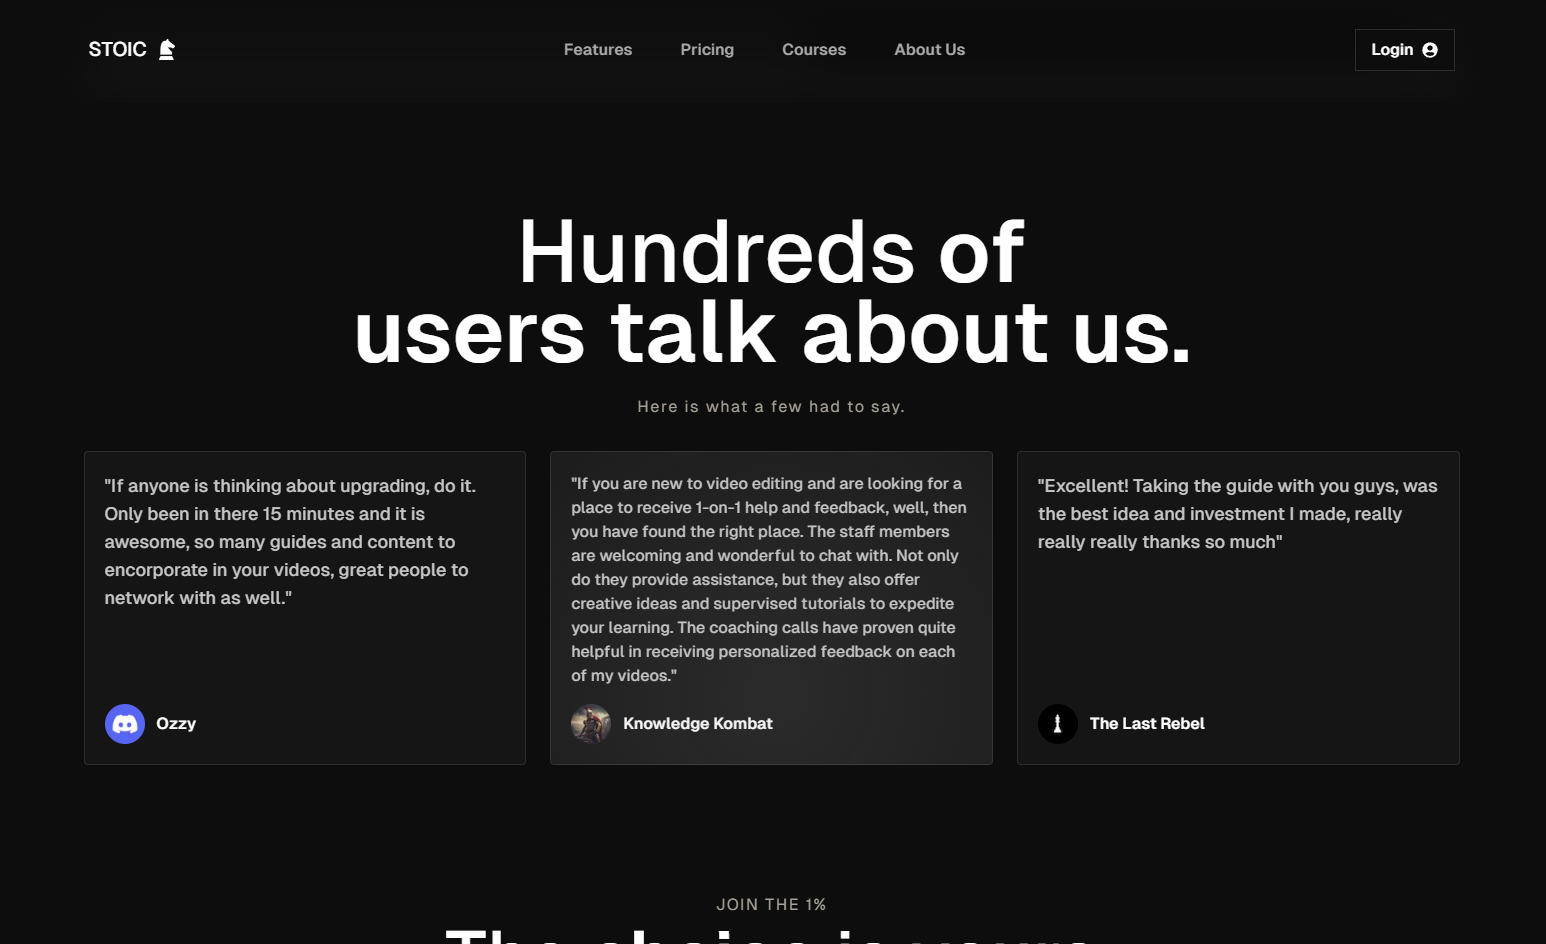 STOIC
Features
Pricing
Courses
About Us
Login
Hundreds of
users talk about us.
Here is what a few had to say.
"If anyone is thinking about upgrading, do it.
Only been in there 15 minutes and it is
awesome, so many guides and content to
encorporate in your videos, great people to
network with as well."
Ozzy
"If you are new to video editing and are looking for a
place to receive 1-on-1 help and feedback, well, then
you have found the right place. The staff members
are welcoming and wonderful to chat with. Not only
do they provide assistance, but they also offer
creative ideas and supervised tutorials to expedite
your learning. The coaching calls have proven quite
helpful in receiving personalized feedback on each
of my videos."
Knowledge Kombat
"Excellent! Taking the guide with you guys, was
the best idea and investment I made, really
really really thanks so much"
The Last Rebel
JOIN THE 1%
The choice is yours